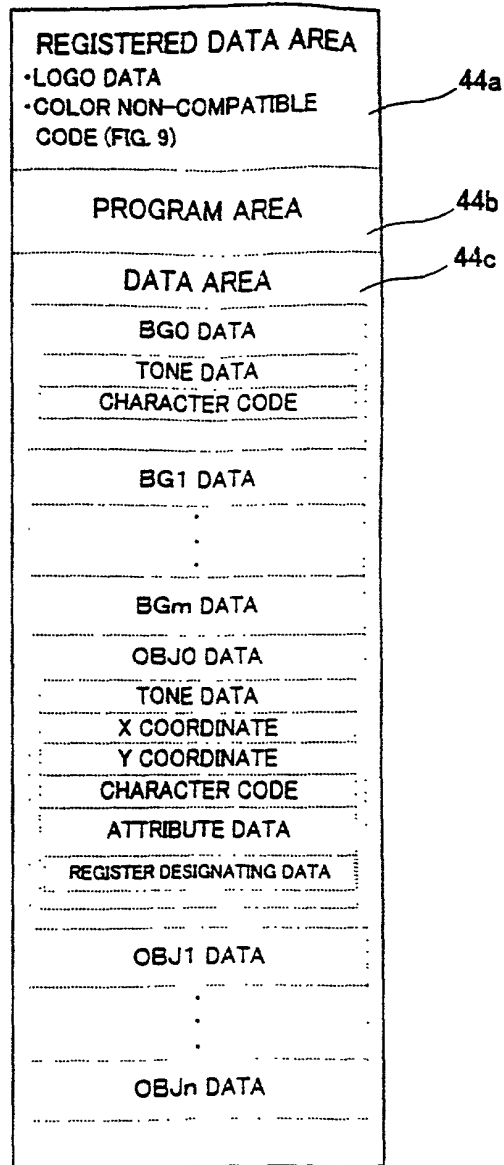 REGISTERED DATA AREA
·LOGO DATA
·COLOR NON-COMPATIBLE
CODE (FIG. 9)
44a
PROGRAM AREA
44b
44c
DATA AREA
BG0 DATA
TONE DATA
CHARACTER CODE
BG1 DATA
BGm DATA
OBJ0 DATA
TONE DATA
X COORDINATE
Y COORDINATE
CHARACTER CODE
ATTRIBUTE DATA
REGISTER DESIGNATING DATA
OBJ1 DATA
OBJn DATA